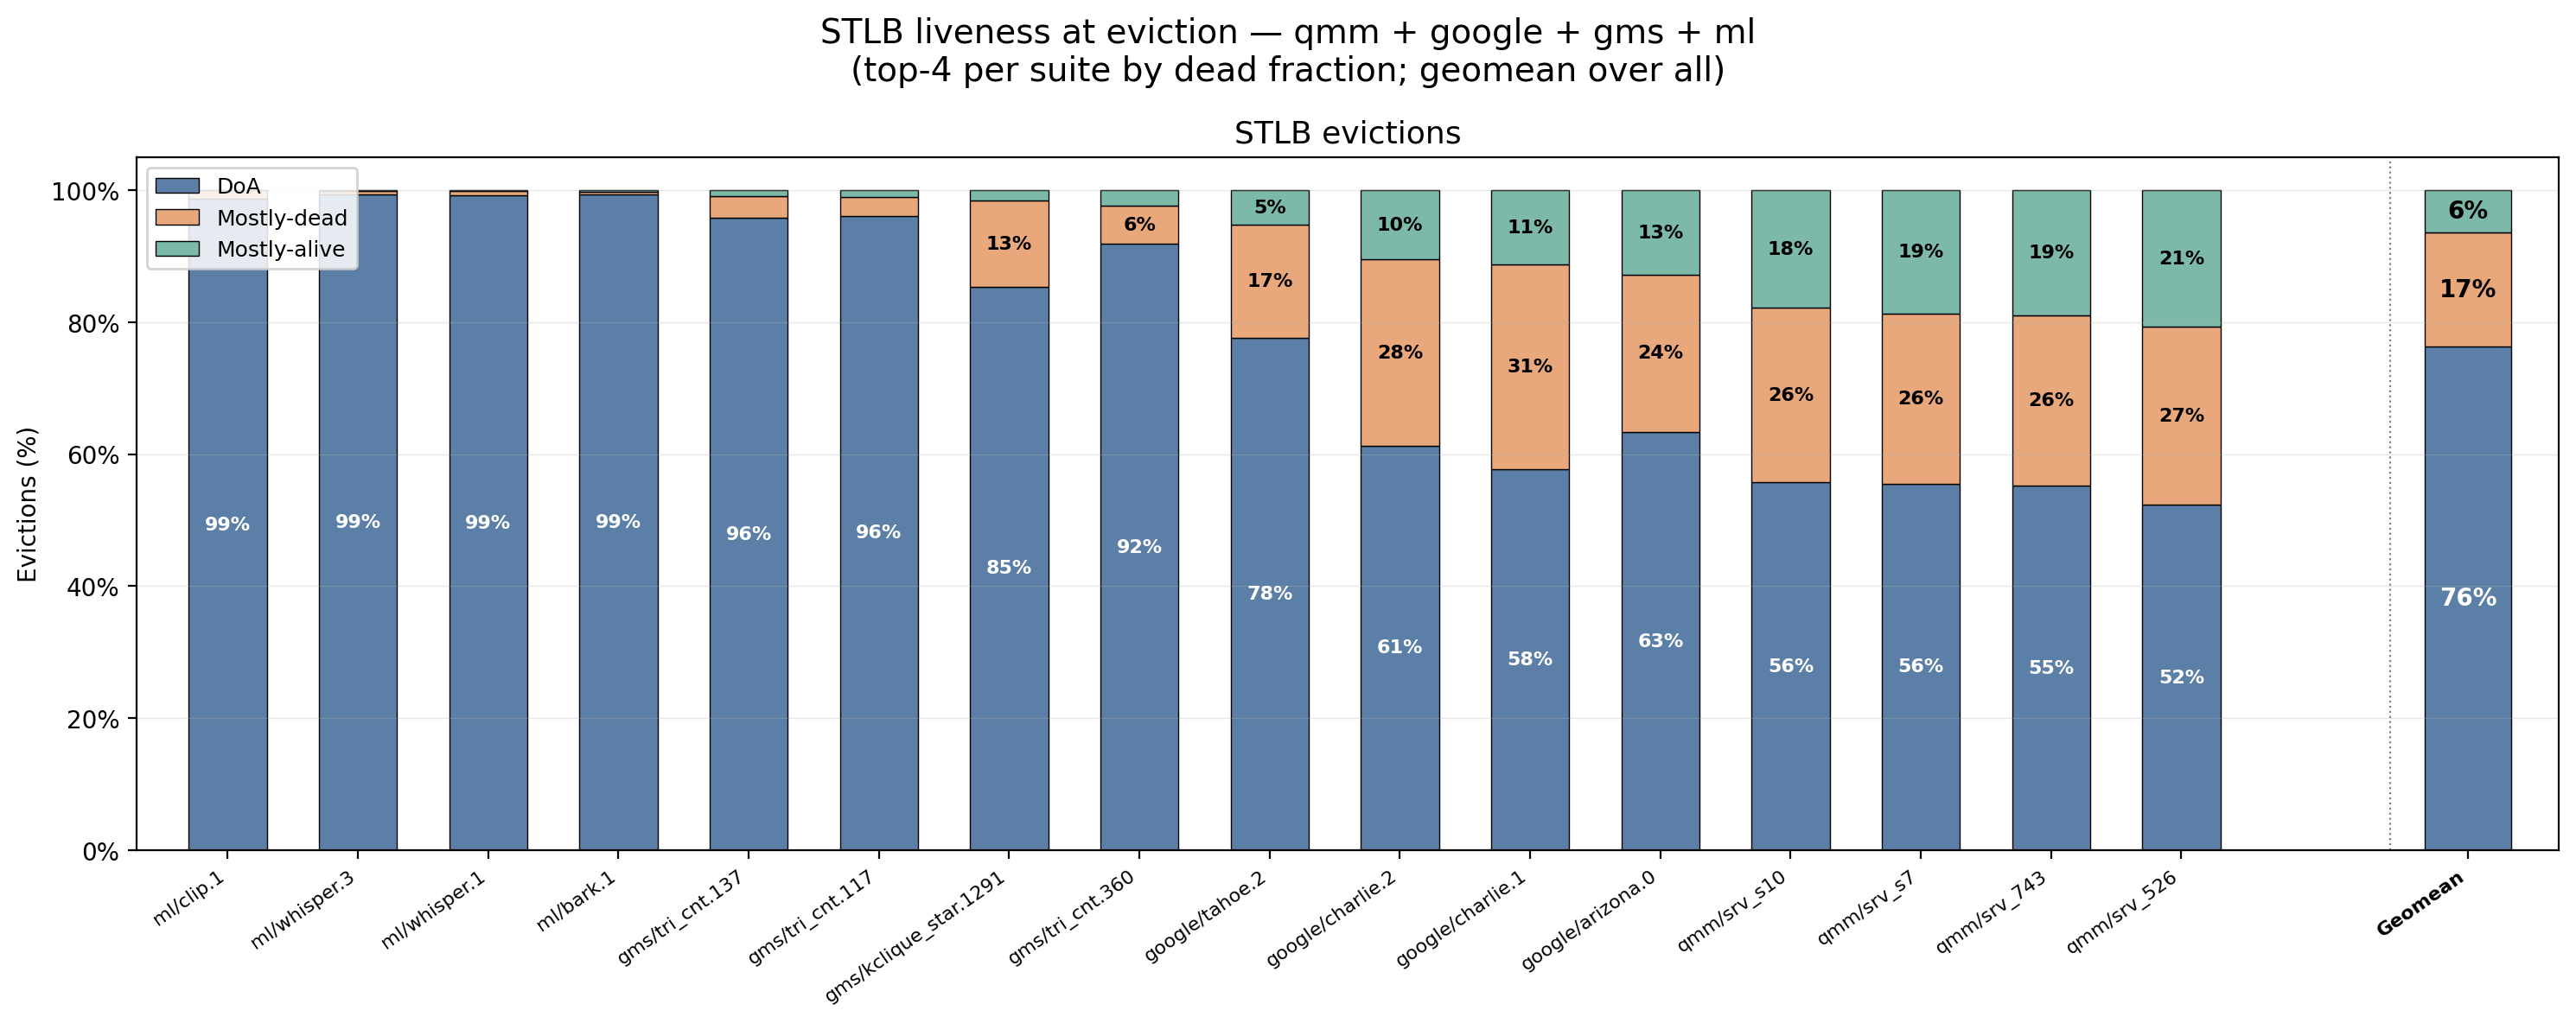 STLB liveness at eviction — qmm + google + gms + ml
(top-4 per suite by dead fraction; geomean over all)
STLB evictions
DoA
Mostly-dead
Mostly-alive
Evictions (%)
100%
80%
60%
40%
20%
0%
99%
99%
99%
99%
96%
96%
13%
85%
6%
92%
5%
17%
78%
10%
28%
61%
11%
31%
58%
13%
24%
63%
18%
26%
56%
19%
26%
56%
19%
26%
55%
21%
27%
52%
6%
17%
76%
ml/clip.1
ml/whisper.3
ml/whisper.1
ml/bark.1
gms/tri_cnt.137
gms/tri_cnt.117
gms/kclique_star.1291
gms/tri_cnt.360
google/tahoe.2
google/charlie.2
google/charlie.1
google/arizona.0
qmm/srv_s10
qmm/srv_s7
qmm/srv_743
qmm/srv_526
Geomean